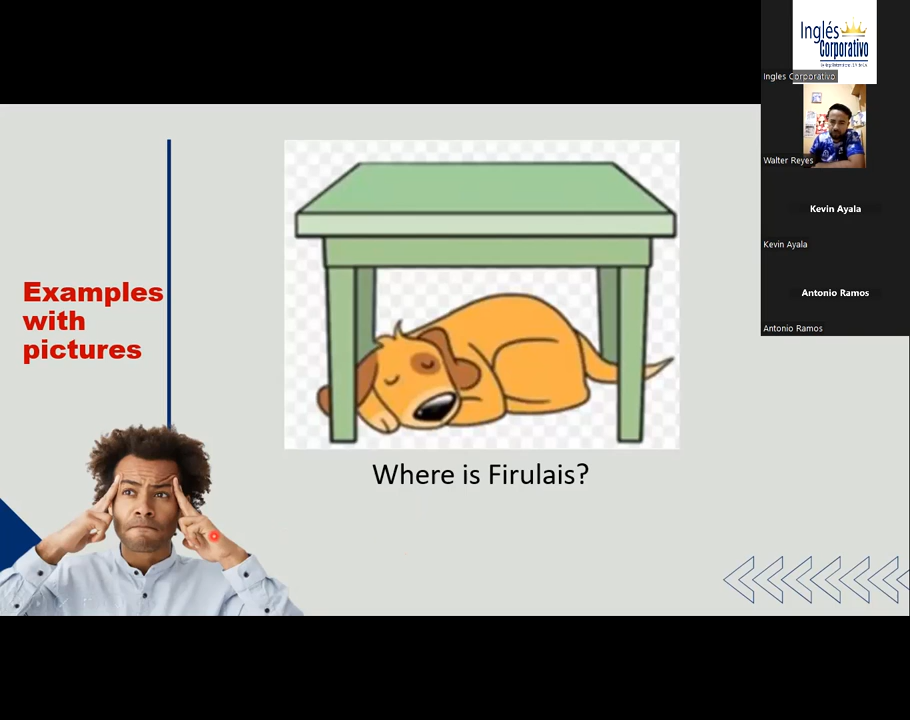 Inglés
Corporativo
Ingles Corporativo
Walter Reyes
Kevin Ayala
Kevin Ayala
Antonio Ramos
Antonio Ramos
Examples
with
pictures
Where is Firulais?